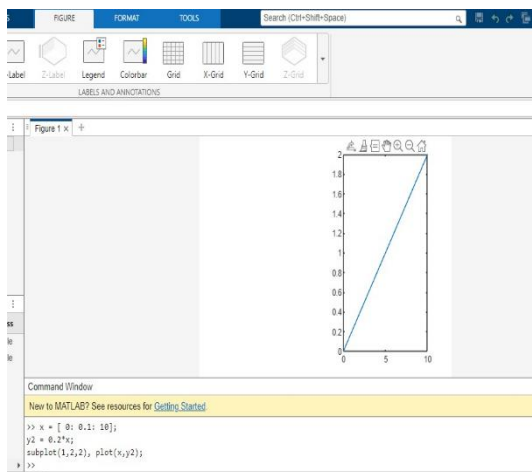 FIGURE FORMAT TOOLS Search (Ctrl+Shift+Space)
Label Z-Label Legend Colorbar Grid X-Grid Y-Grid Z-Grid
LABELS AND ANNOTATIONS
Figure 1 × +
2
1.8
1.6
1.4
1.2
1
0.8
0.6
0.4
0.2
0
0 5 10
Command Window
New to MATLAB? See resources for Getting Started.
>> x = [ 0: 0.1: 10];
y2 = 0.2*x;
subplot(1,2,2), plot(x,y2);
>>